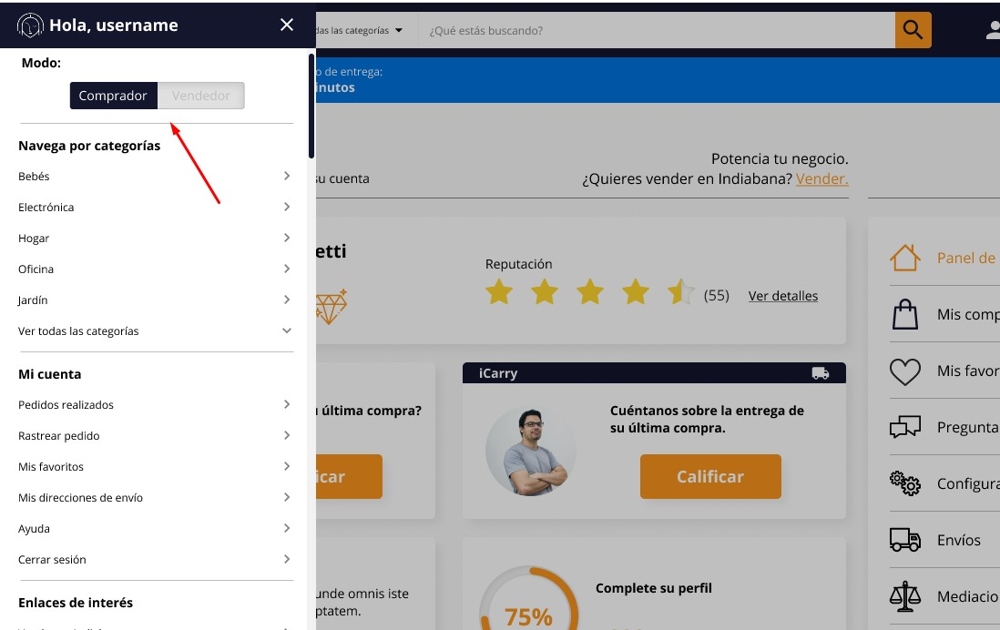 Hola, username
Modo:
Comprador
Vendedor
Navega por categorías
Bebés
Electrónica
Hogar
Oficina
Jardín
Ver todas las categorías
Mi cuenta
Pedidos realizados
Rastrear pedido
Mis favoritos
Mis direcciones de envío
Ayuda
Cerrar sesión
Enlaces de interés
las categorías
¿Qué estás buscando?
de entrega:
su cuenta
Potencia tu negocio.
¿Quieres vender en Indiabana? Vender.
etti
Reputación
(55)
Ver detalles
última compra?
icar
iCarry
Cuéntanos sobre la entrega de
su última compra.
Calificar
unde omnis iste
ptatem.
Complete su perfil
75%
Panel de
Mis comp
Mis favor
Pregunta
Configura
Envíos
Mediacio